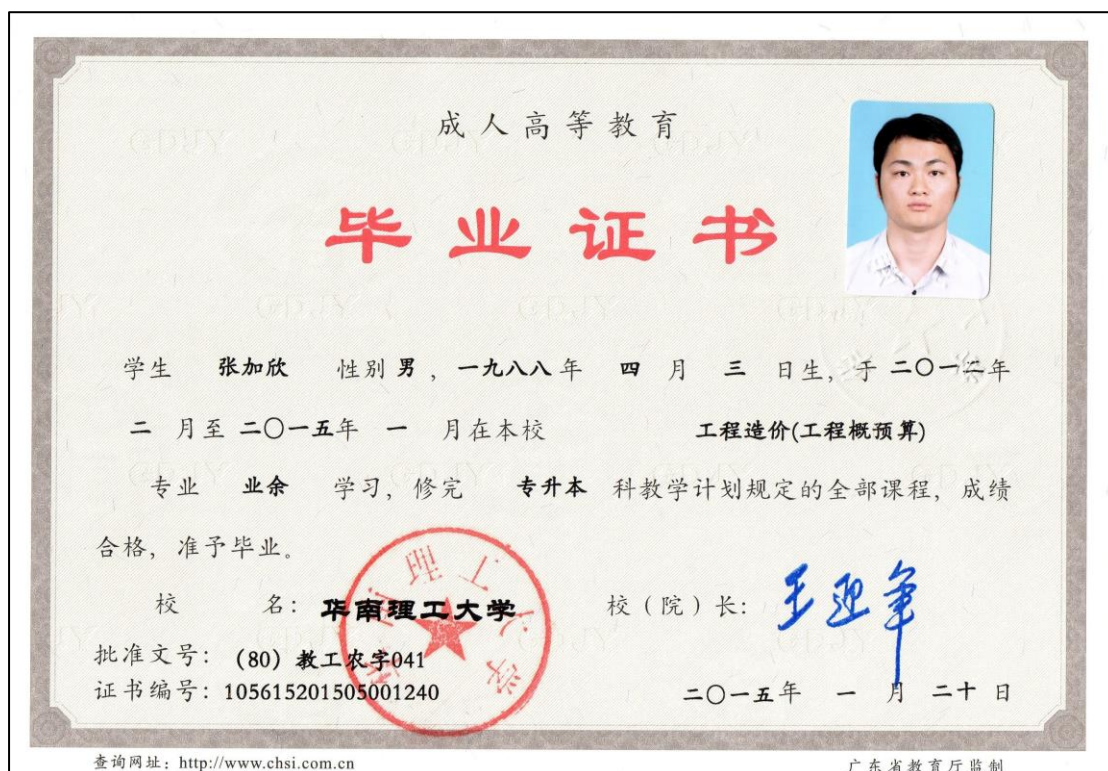 成人高等教育
毕业证书
学生 张加欣 性别 男，一九八八年 四 月 三 日生，于 二〇一二年
二 月至 二〇一五年 一 月在本校 工程造价(工程概预算)
专业 业余 学习，修完 专升本 科教学计划规定的全部课程，成绩
合格，准予毕业。
校 名：华南理工大学 校（院）长：王迎军
华南理工大学
批准文号：（80）教工农字041
证书编号：105615201505001240 二〇一五年 一 月 二十 日
查询网址：http://www.chsi.com.cn 广东省教育厅监制
GDJY